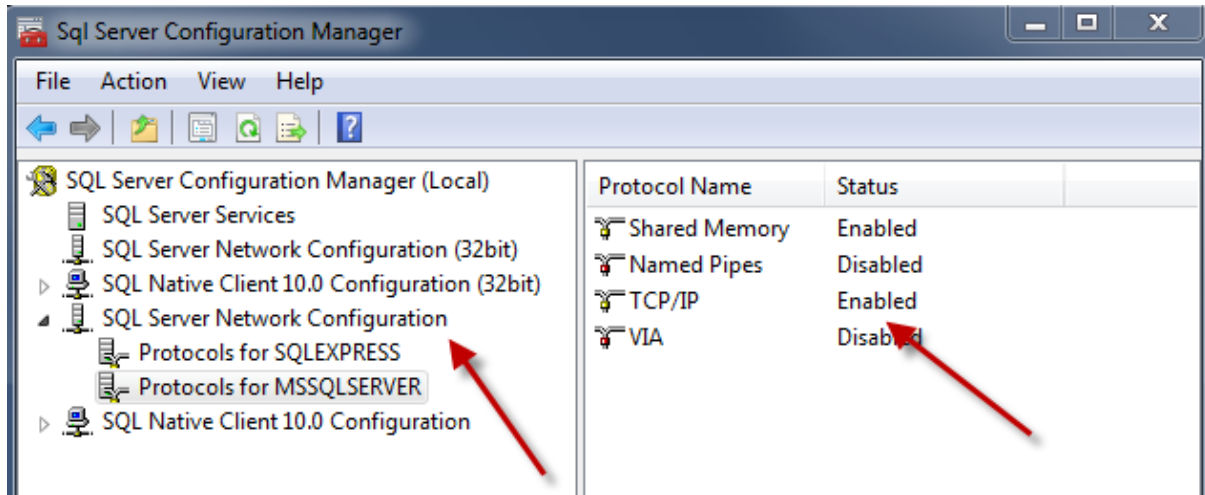 Sql Server Configuration Manager
File Action View Help
SQL Server Configuration Manager (Local)
SQL Server Services
SQL Server Network Configuration (32bit)
SQL Native Client 10.0 Configuration (32bit)
SQL Server Network Configuration
Protocols for SQLEXPRESS
Protocols for MSSQLSERVER
SQL Native Client 10.0 Configuration
Protocol Name Status
Shared Memory Enabled
Named Pipes Disabled
TCP/IP Enabled
VIA Disabled